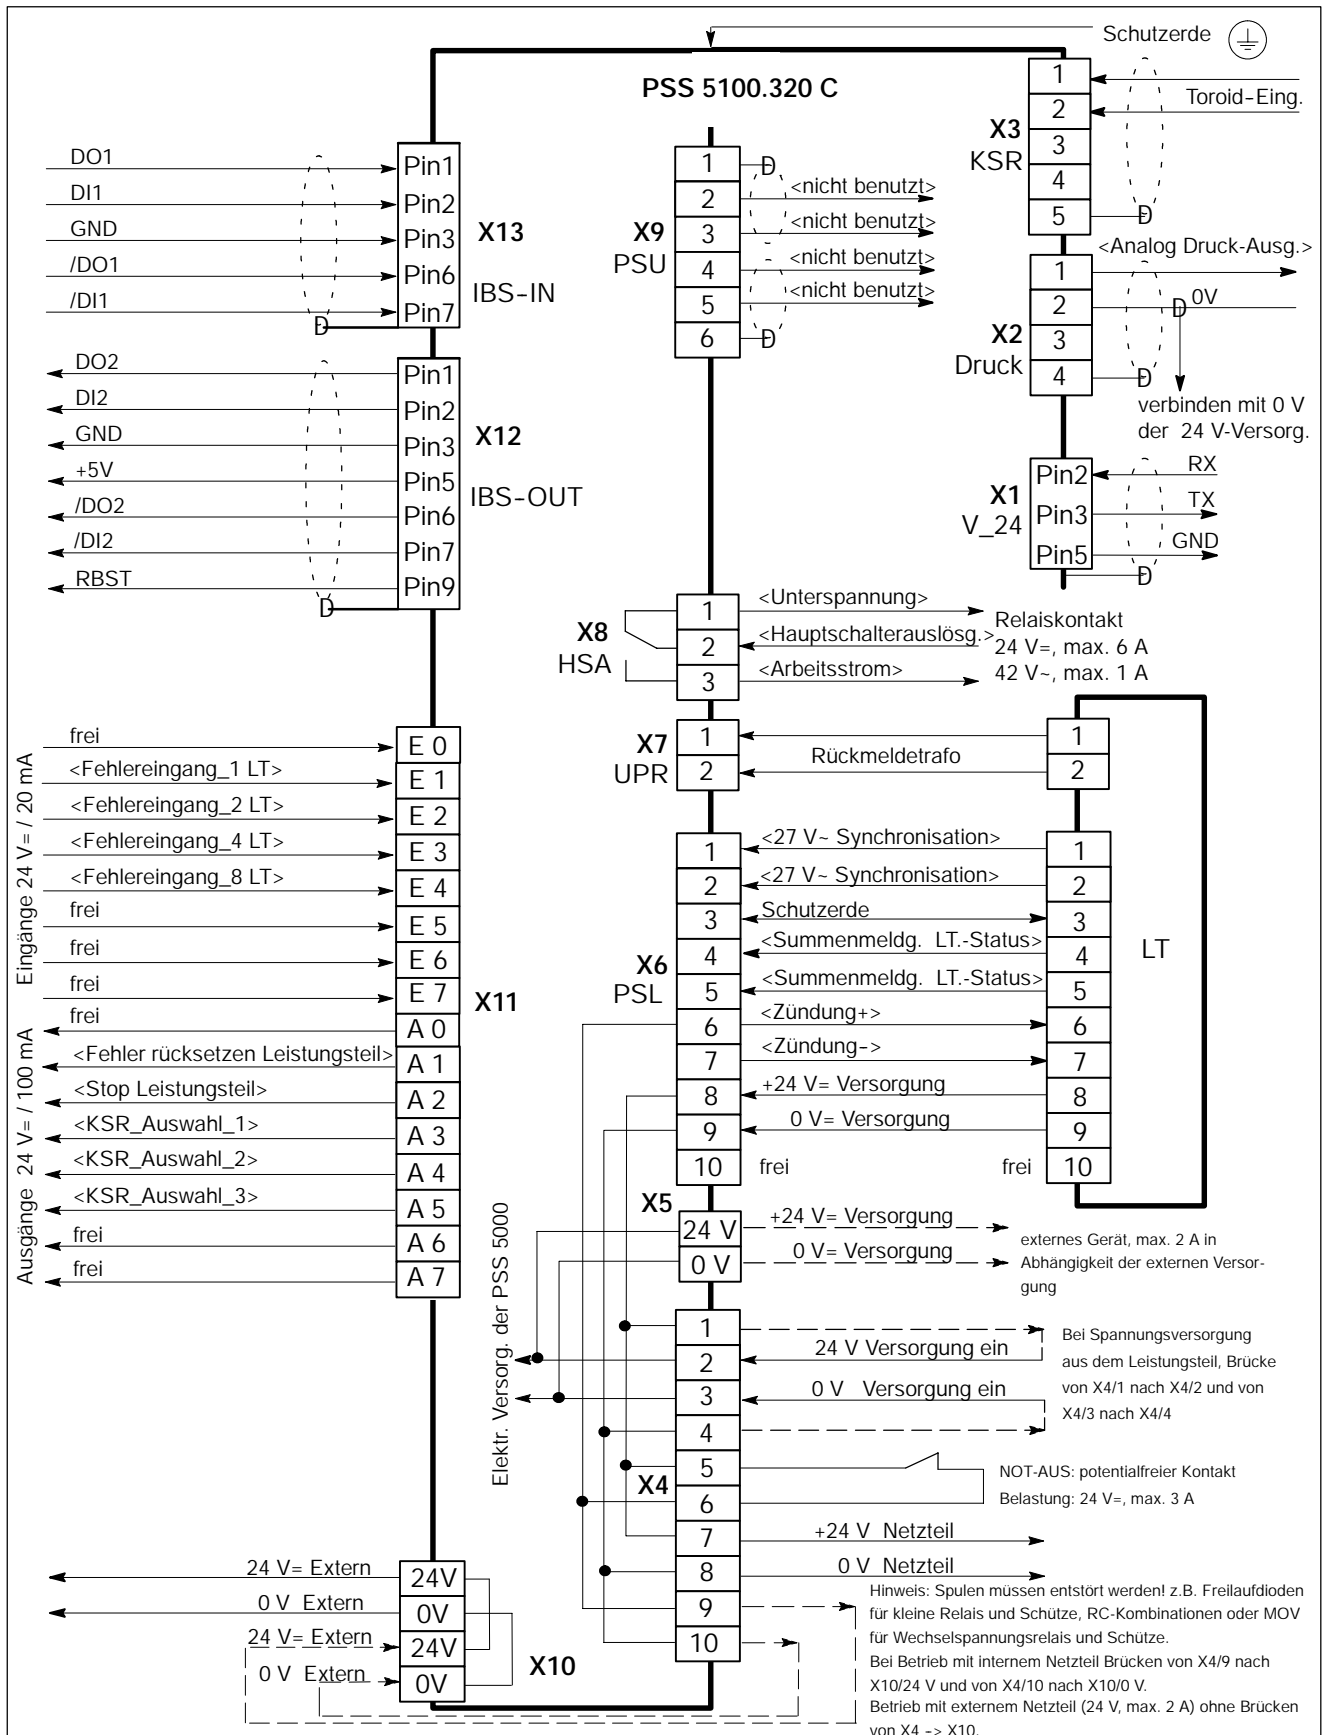 Schutzerde
PSS 5100.320 C
DO1
DI1
GND
/DO1
/DI1
Pin1
Pin2
Pin3
Pin6
Pin7
X13
IBS-IN
D
DO2
DI2
GND
+5V
/DO2
/DI2
RBST
Pin1
Pin2
Pin3
Pin5
Pin6
Pin7
Pin9
X12
IBS-OUT
D
X9
PSU
1
2
3
4
5
6
D
<nicht benutzt>
<nicht benutzt>
<nicht benutzt>
<nicht benutzt>
D
X3
KSR
1
2
3
4
5
Toroid-Eing.
D
X2
Druck
1
2
3
4
<Analog Druck-Ausg.>
D 0V
D
verbinden mit 0 V
der 24 V-Versorg.
X1
V_24
Pin2
Pin3
Pin5
RX
TX
GND
D
X8
HSA
1
2
3
<Unterspannung>
<Hauptschalterauslösg.>
<Arbeitsstrom>
Relaiskontakt
24 V=, max. 6 A
42 V~, max. 1 A
X7
UPR
1
2
Rückmeldetrafo
1
2
LT
X6
PSL
1
2
3
4
5
6
7
8
9
10
<27 V~ Synchronisation>
<27 V~ Synchronisation>
Schutzerde
<Summenmeldg. LT.-Status>
<Summenmeldg. LT.-Status>
<Zündung+>
<Zündung->
+24 V= Versorgung
0 V= Versorgung
frei
frei
1
2
3
4
5
6
7
8
9
10
Eingänge 24 V= / 20 mA
frei
<Fehlereingang_1 LT>
<Fehlereingang_2 LT>
<Fehlereingang_4 LT>
<Fehlereingang_8 LT>
frei
frei
frei
E 0
E 1
E 2
E 3
E 4
E 5
E 6
E 7
X11
Ausgänge 24 V= / 100 mA
frei
<Fehler rücksetzen Leistungsteil>
<Stop Leistungsteil>
<KSR_Auswahl_1>
<KSR_Auswahl_2>
<KSR_Auswahl_3>
frei
frei
A 0
A 1
A 2
A 3
A 4
A 5
A 6
A 7
X5
24 V
0 V
+24 V= Versorgung
0 V= Versorgung
externes Gerät, max. 2 A in
Abhängigkeit der externen Versor-
gung
Elektr. Versorg. der PSS 5000
X4
1
2
3
4
5
6
7
8
9
10
24 V Versorgung ein
0 V Versorgung ein
Bei Spannungsversorgung
aus dem Leistungsteil, Brücke
von X4/1 nach X4/2 und von
X4/3 nach X4/4
NOT-AUS: potentialfreier Kontakt
Belastung: 24 V=, max. 3 A
+24 V Netzteil
0 V Netzteil
Hinweis: Spulen müssen entstört werden! z.B. Freilaufdioden
für kleine Relais und Schütze, RC-Kombinationen oder MOV
für Wechselspannungsrelais und Schütze.
Bei Betrieb mit internem Netzteil Brücken von X4/9 nach
X10/24 V und von X4/10 nach X10/0 V.
Betrieb mit externem Netzteil (24 V, max. 2 A) ohne Brücken
von X4 -> X10.
24 V= Extern
0 V Extern
24 V= Extern
0 V Extern
24V
0V
24V
0V
X10